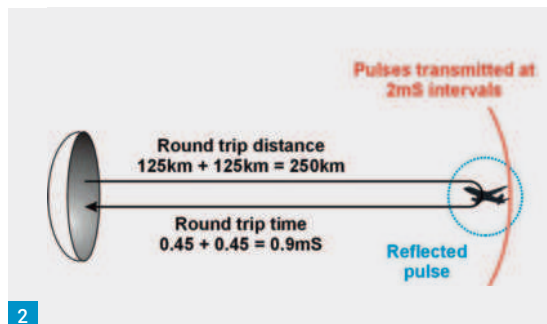 Pulses transmitted at
2mS intervals
Round trip distance
125km + 125km = 250km
Round trip time
0.45 + 0.45 = 0.9mS
Reflected
pulse
2